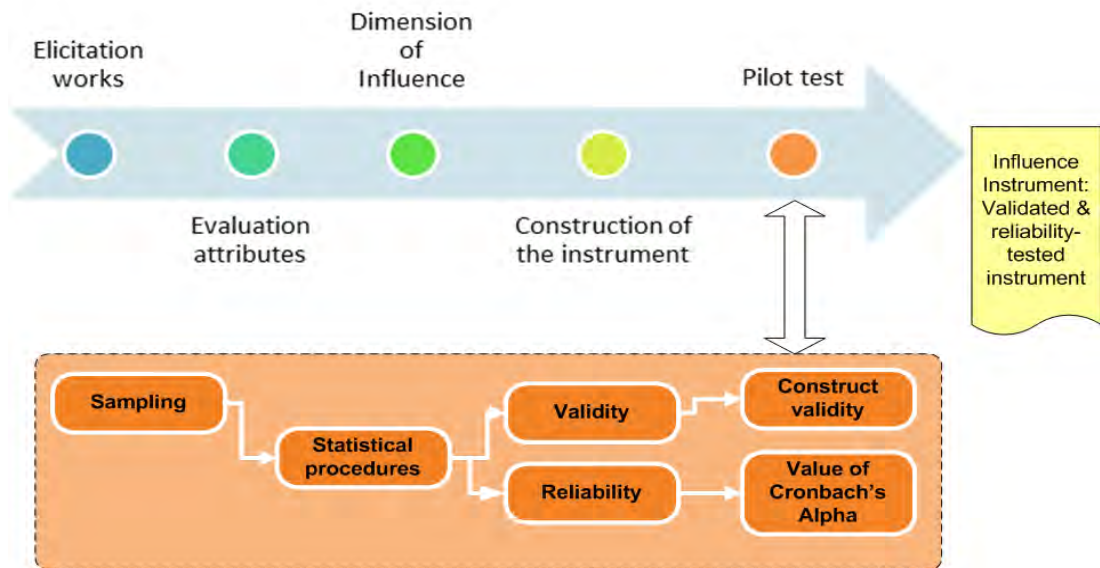 Elicitation
works
Dimension
of
Influence
Pilot test
Evaluation
attributes
Construction of
the instrument
Influence
Instrument:
Validated &
reliability-
tested
instrument
Sampling
Statistical
procedures
Validity
Reliability
Construct
validity
Value of
Cronbach's
Alpha